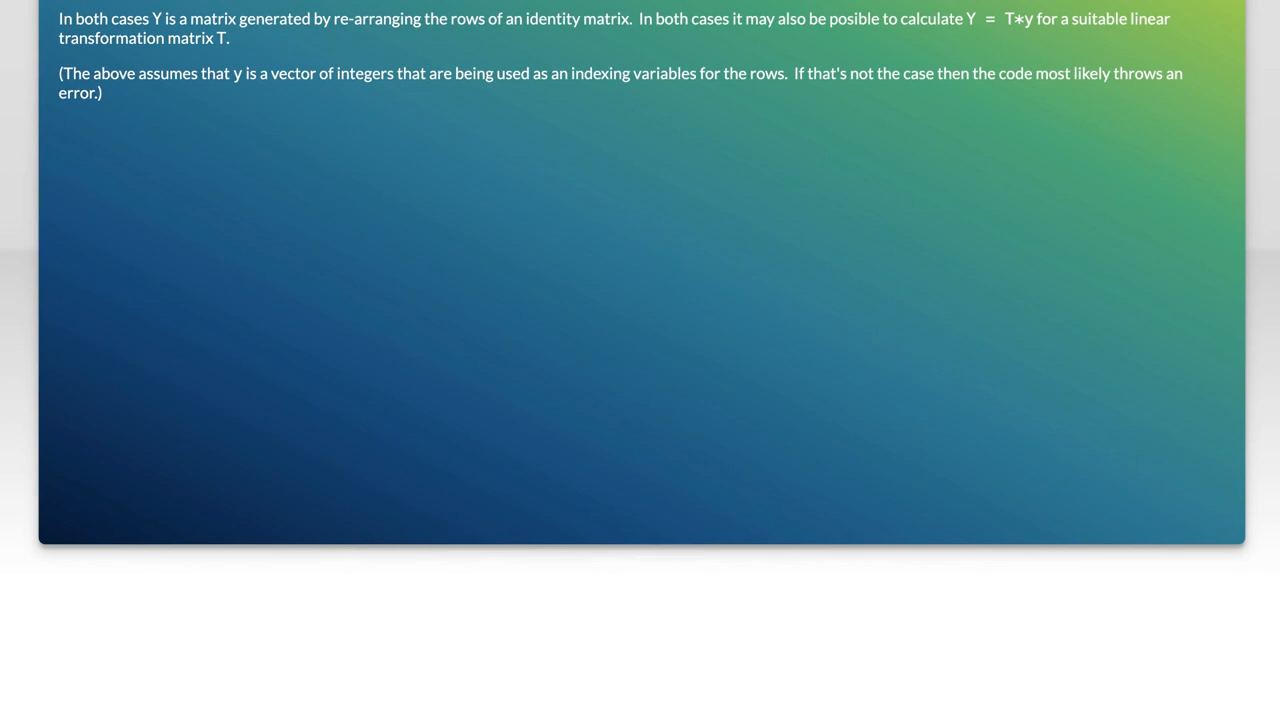 In both cases Y is a matrix generated by re-arranging the rows of an identity matrix.  In both cases it may also be posible to calculate Y  =  T*y for a suitable linear
transformation matrix T.
(The above assumes that y is a vector of integers that are being used as an indexing variables for the rows.  If that's not the case then the code most likely throws an
error.)